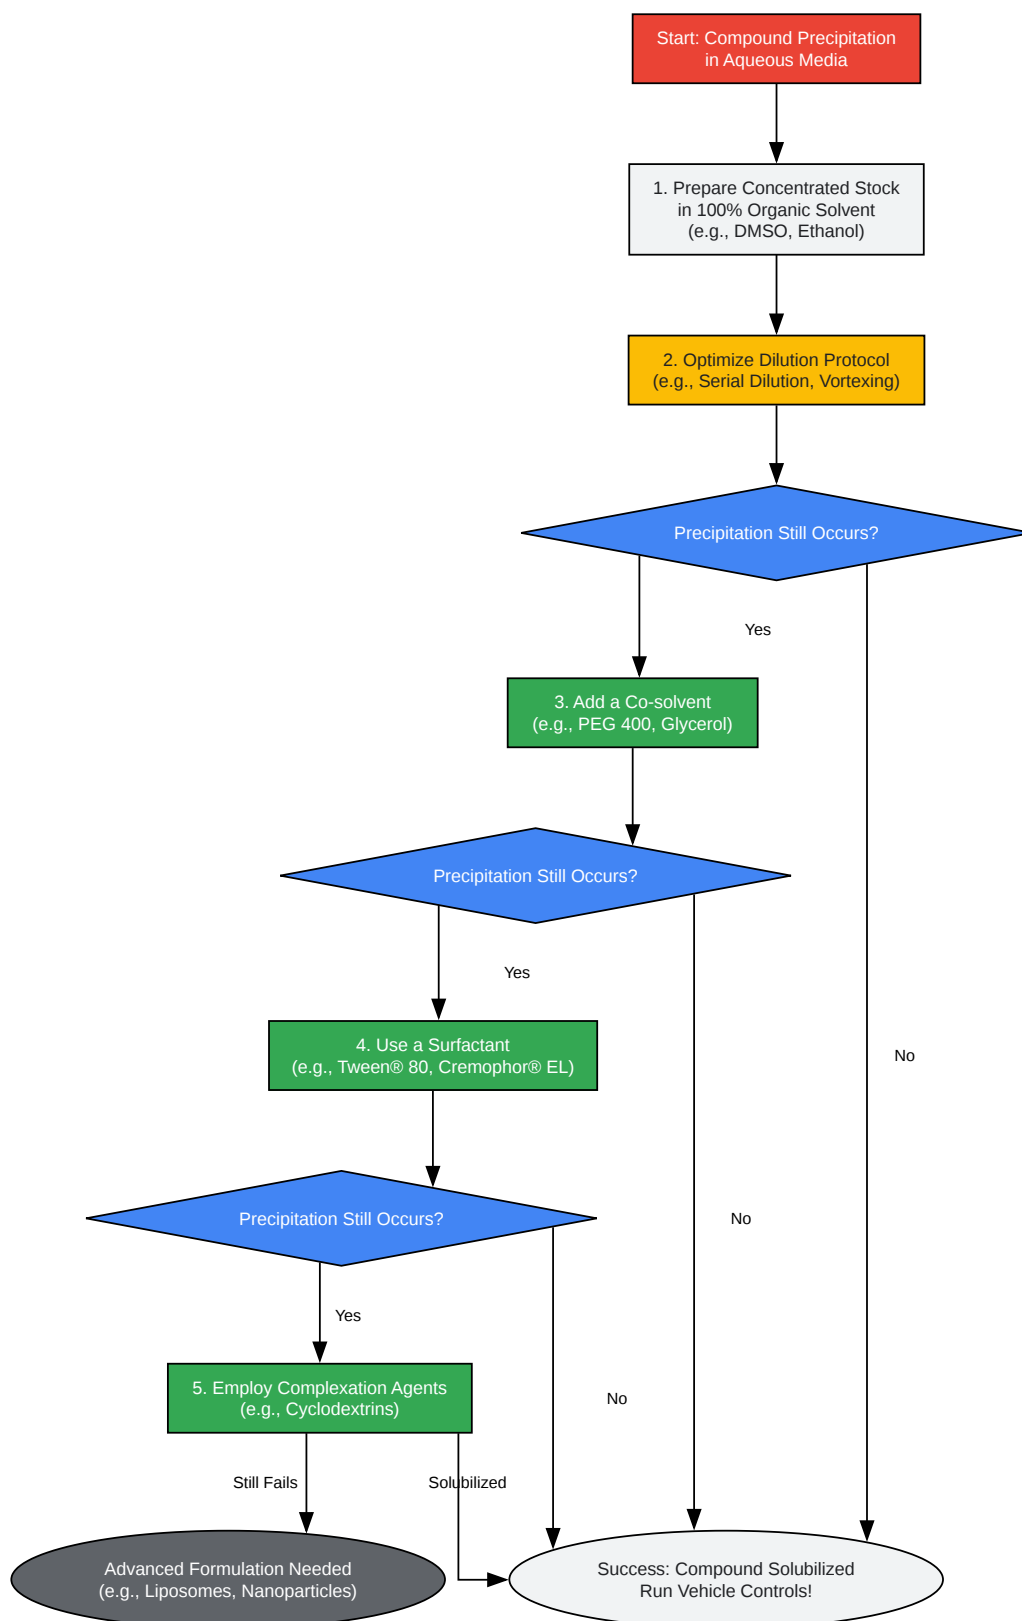 Start: Compound Precipitation
in Aqueous Media
1. Prepare Concentrated Stock
in 100% Organic Solvent
(e.g., DMSO, Ethanol)
2. Optimize Dilution Protocol
(e.g., Serial Dilution, Vortexing)
Precipitation Still Occurs?
Yes
3. Add a Co-solvent
(e.g., PEG 400, Glycerol)
Precipitation Still Occurs?
Yes
4. Use a Surfactant
(e.g., Tween® 80, Cremophor® EL)
No
Precipitation Still Occurs?
No
Yes
5. Employ Complexation Agents
(e.g., Cyclodextrins)
No
Still Fails
Solubilized
Advanced Formulation Needed
(e.g., Liposomes, Nanoparticles)
Success: Compound Solubilized
Run Vehicle Controls!